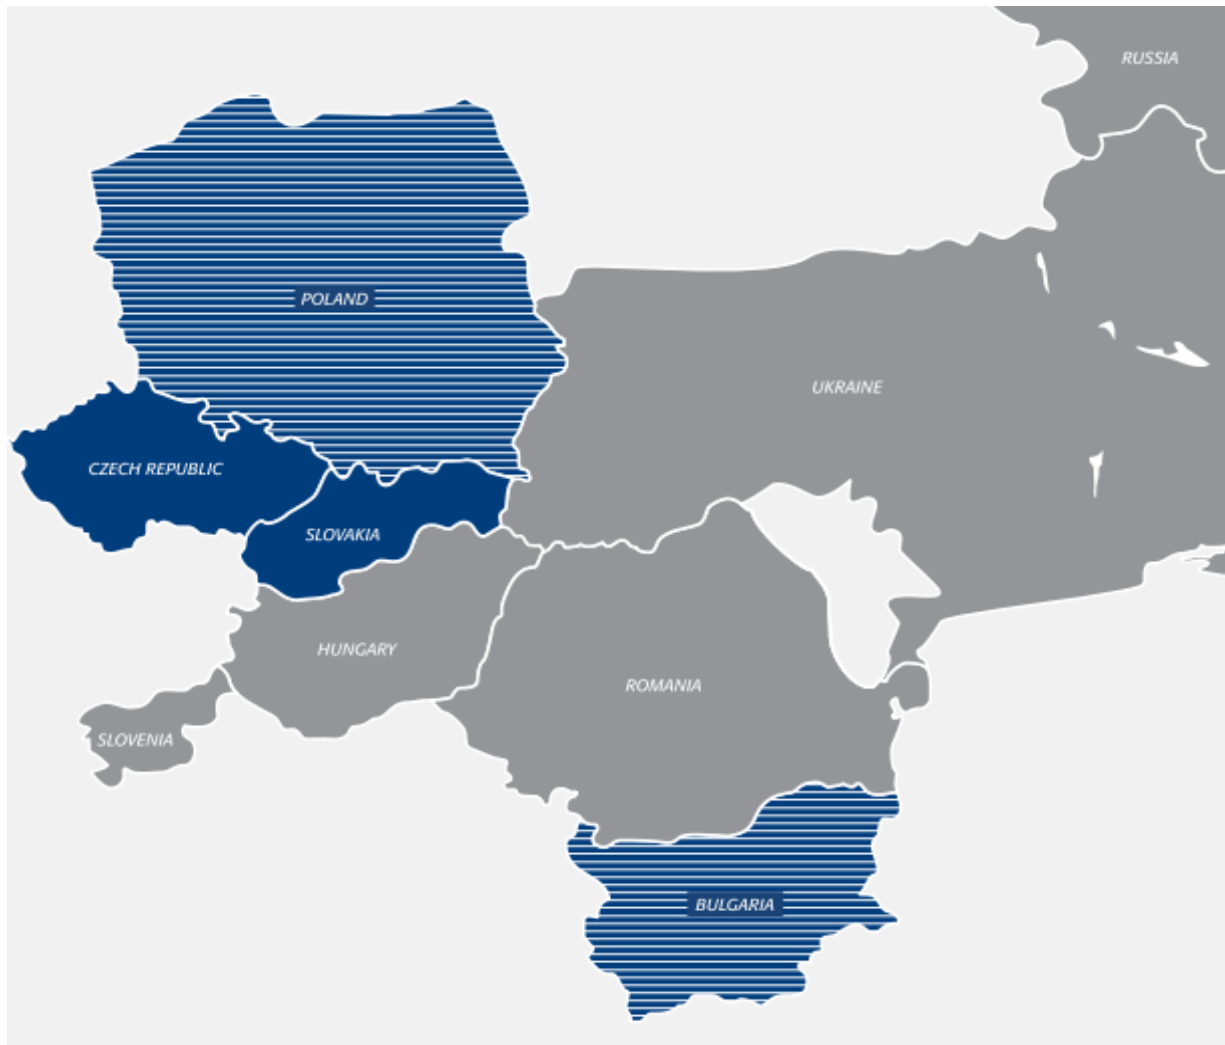 RUSSIA
POLAND
UKRAINE
CZECH REPUBLIC
SLOVAKIA
HUNGARY
ROMANIA
SLOVENIA
BULGARIA